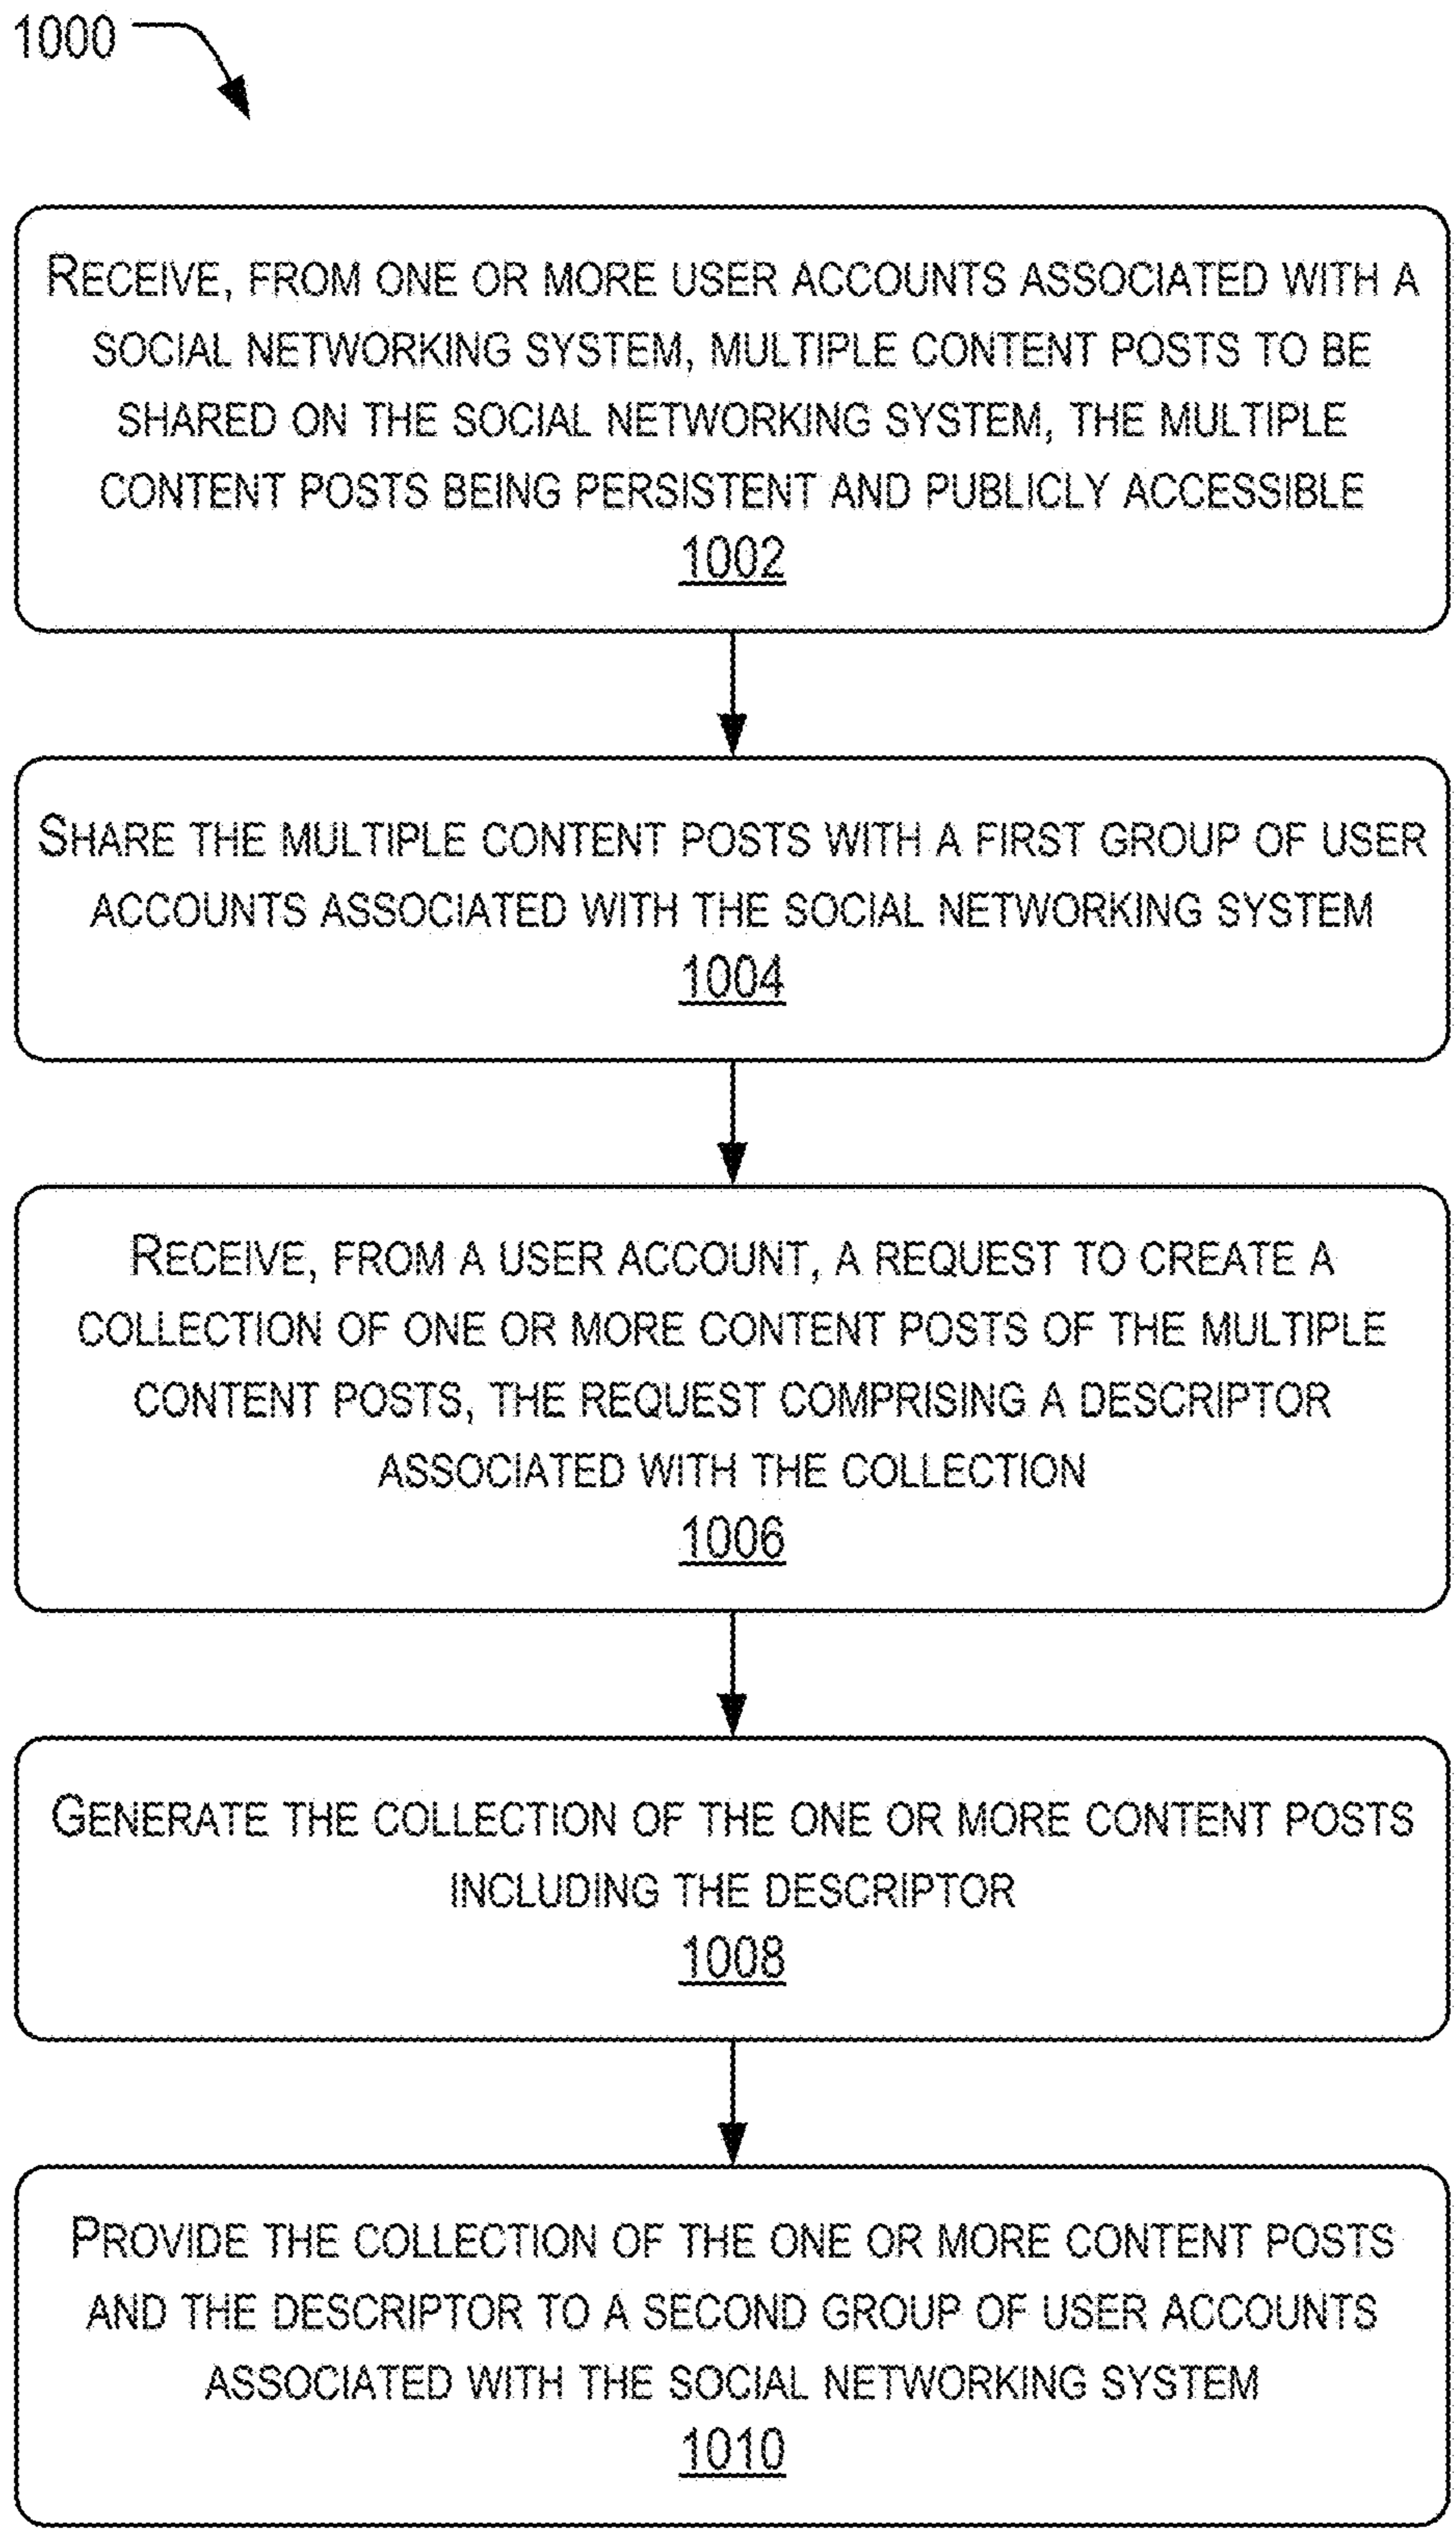 1000
RECEIVE, FROM ONE OR MORE USER ACCOUNTS ASSOCIATED WITH A
SOCIAL NETWORKING SYSTEM, MULTIPLE CONTENT POSTS TO BE
SHARED ON THE SOCIAL NETWORKING SYSTEM, THE MULTIPLE
CONTENT POSTS BEING PERSISTENT AND PUBLICLY ACCESSIBLE
1002
SHARE THE MULTIPLE CONTENT POSTS WITH A FIRST GROUP OF USER
ACCOUNTS ASSOCIATED WITH THE SOCIAL NETWORKING SYSTEM
1004
RECEIVE, FROM A USER ACCOUNT, A REQUEST TO CREATE A
COLLECTION OF ONE OR MORE CONTENT POSTS OF THE MULTIPLE
CONTENT POSTS, THE REQUEST COMPRISING A DESCRIPTOR
ASSOCIATED WITH THE COLLECTION
1006
GENERATE THE COLLECTION OF THE ONE OR MORE CONTENT POSTS
INCLUDING THE DESCRIPTOR
1008
PROVIDE THE COLLECTION OF THE ONE OR MORE CONTENT POSTS
AND THE DESCRIPTOR TO A SECOND GROUP OF USER ACCOUNTS
ASSOCIATED WITH THE SOCIAL NETWORKING SYSTEM
1010